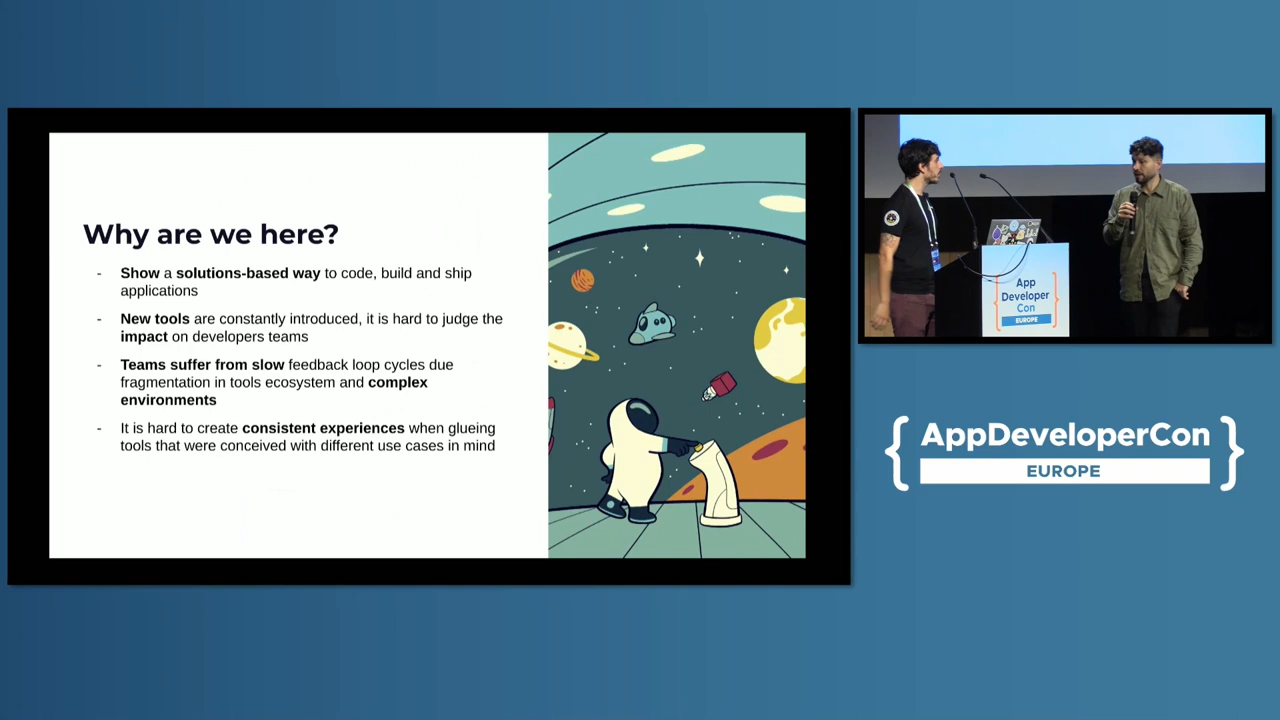 Why are we here?
- Show a solutions-based way to code, build and ship
applications
- New tools are constantly introduced, it is hard to judge the
impact on developers teams
- Teams suffer from slow feedback loop cycles due
fragmentation in tools ecosystem and complex
environments
- It is hard to create consistent experiences when glueing
tools that were conceived with different use cases in mind
App
Developer
Con
EUROPE
{AppDeveloperCon}
EUROPE